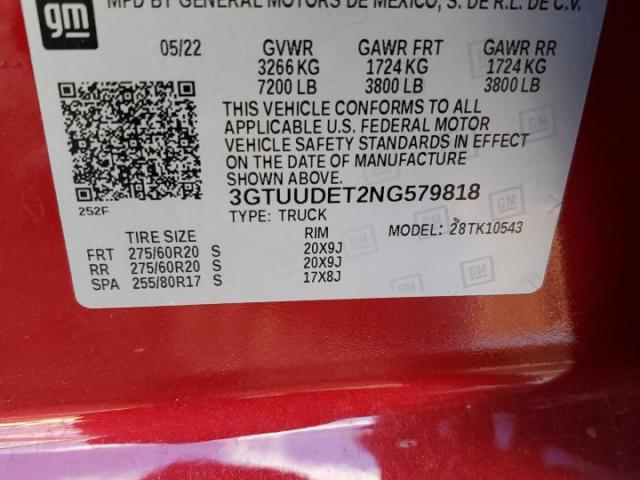 gm
MFD BY GENERAL MOTORS DE MEXICO, S. DE R.L. DE C.V.
05/22 GVWR GAWR FRT GAWR RR
3266 KG 1724 KG 1724 KG
7200 LB 3800 LB 3800 LB
THIS VEHICLE CONFORMS TO ALL
APPLICABLE U.S. FEDERAL MOTOR
VEHICLE SAFETY STANDARDS IN EFFECT
ON THE DATE OF MANUFACTURE
SHOWN ABOVE.
252F
3GTUUDET2NG579818
TYPE: TRUCK
MODEL: 28TK10543
TIRE SIZE RIM
FRT 275/60R20 S 20X9J
RR 275/60R20 S 20X9J
SPA 255/80R17 S 17X8J